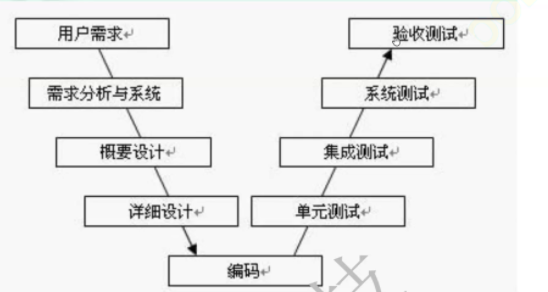 用户需求
验收测试
需求分析与系统
系统测试
概要设计
集成测试
详细设计
单元测试
编码